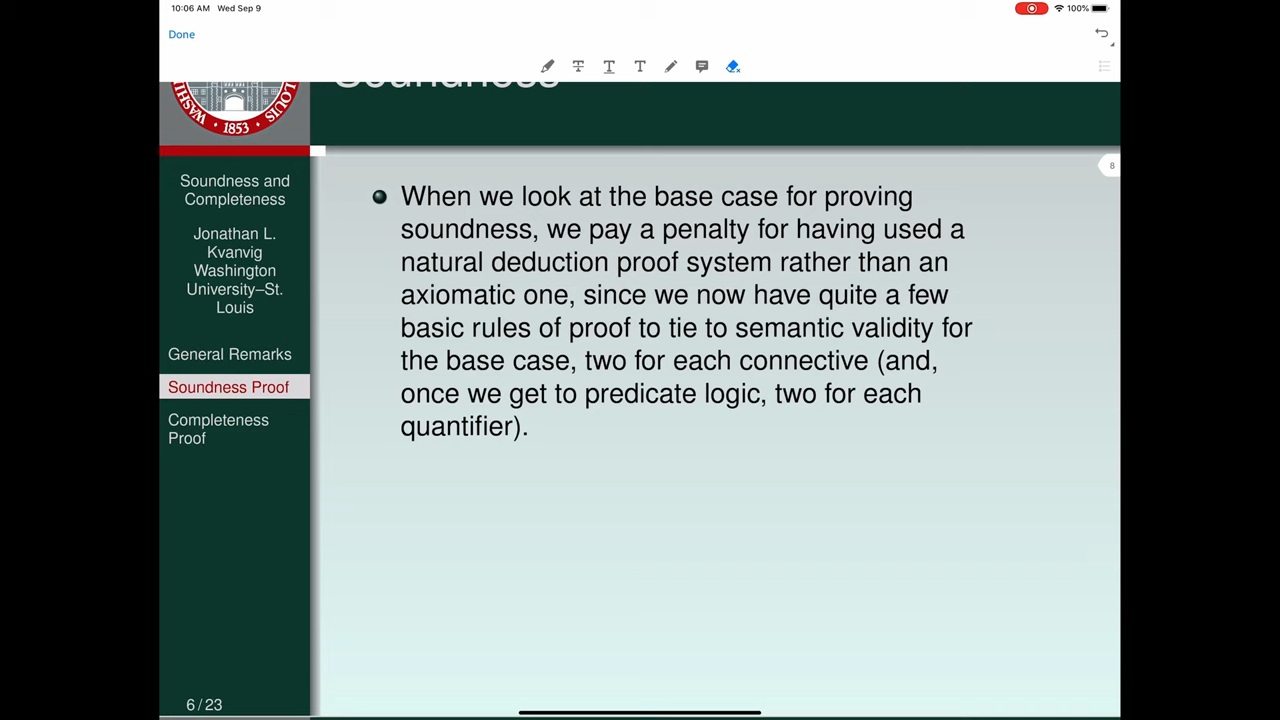 10:06 AM Wed Sep 9
100%
Done
Soundness
WASHI
LOUIS
1853
8
Soundness and
Completeness
Jonathan L.
Kvanvig
Washington
University–St.
Louis
General Remarks
Soundness Proof
Completeness
Proof
When we look at the base case for proving
soundness, we pay a penalty for having used a
natural deduction proof system rather than an
axiomatic one, since we now have quite a few
basic rules of proof to tie to semantic validity for
the base case, two for each connective (and,
once we get to predicate logic, two for each
quantifier).
6 / 23